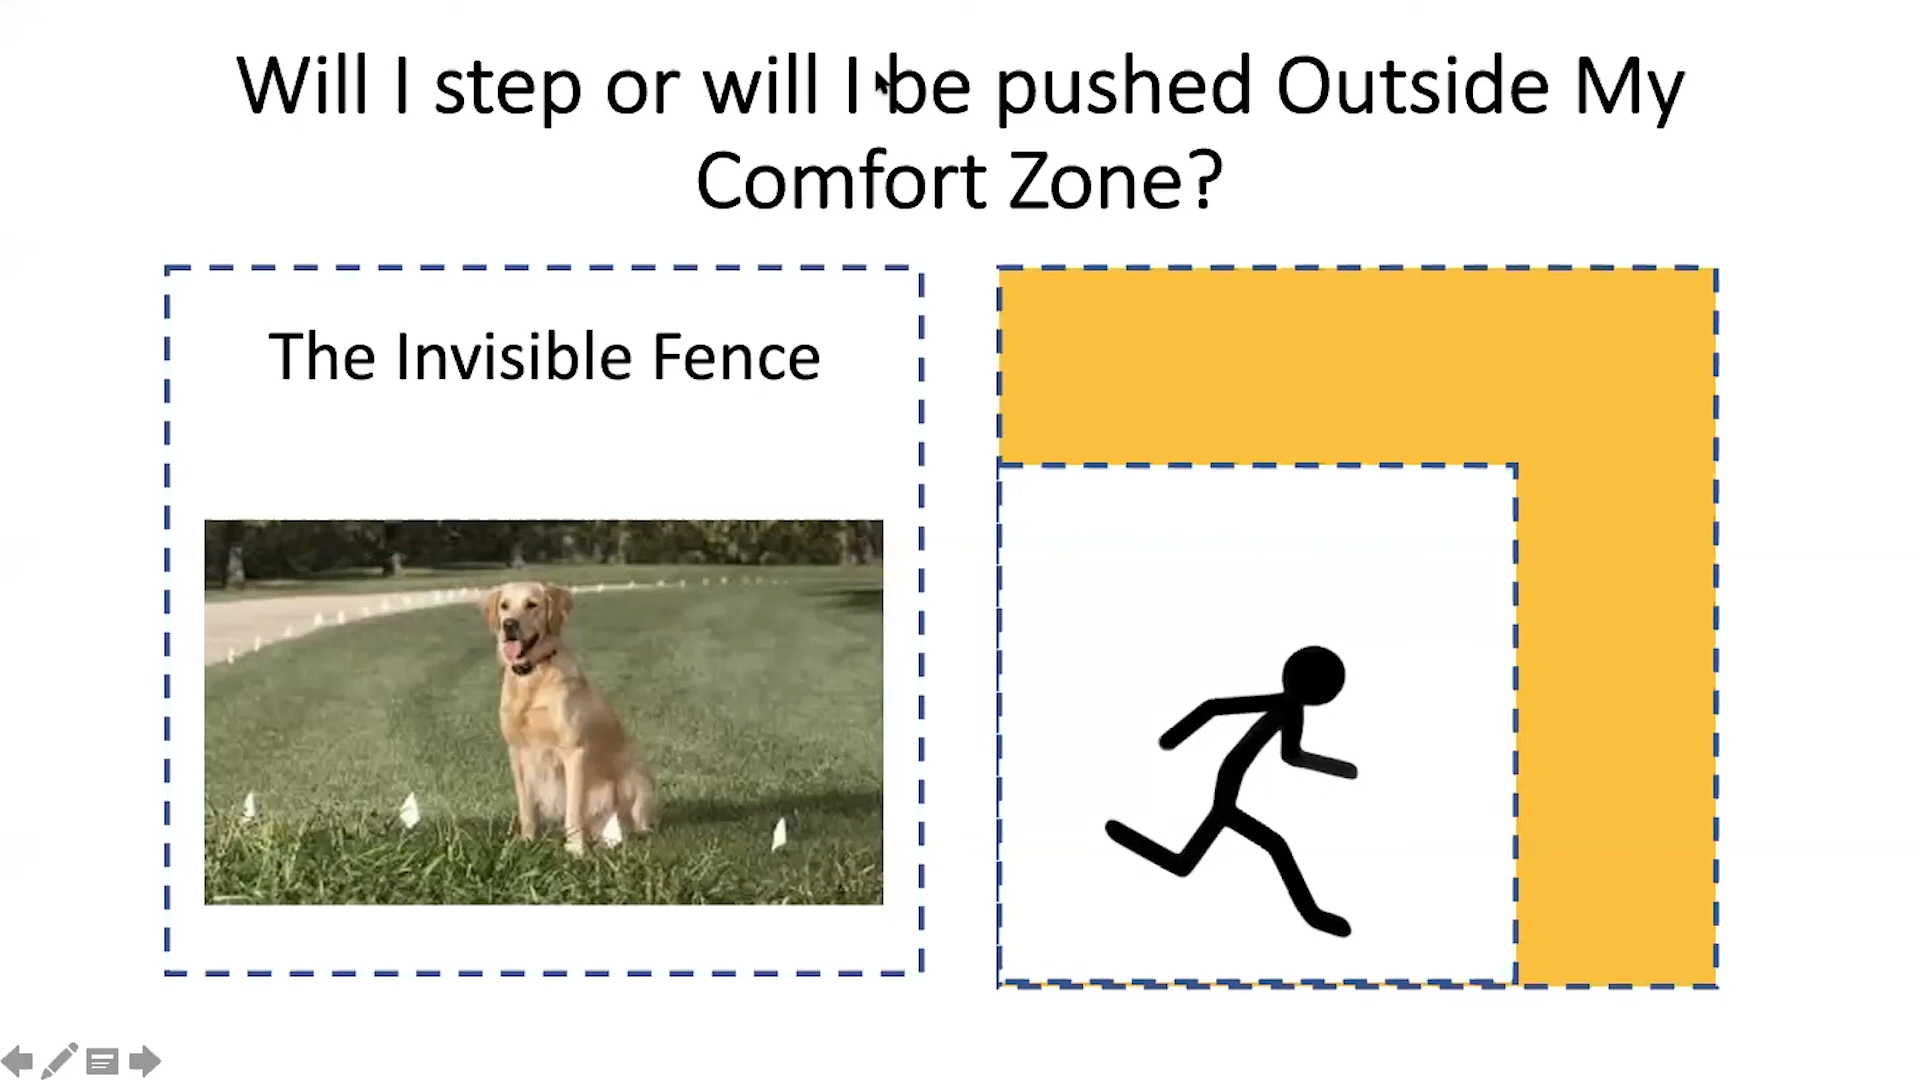 Will I step or will I be pushed Outside My
Comfort Zone?
The Invisible Fence